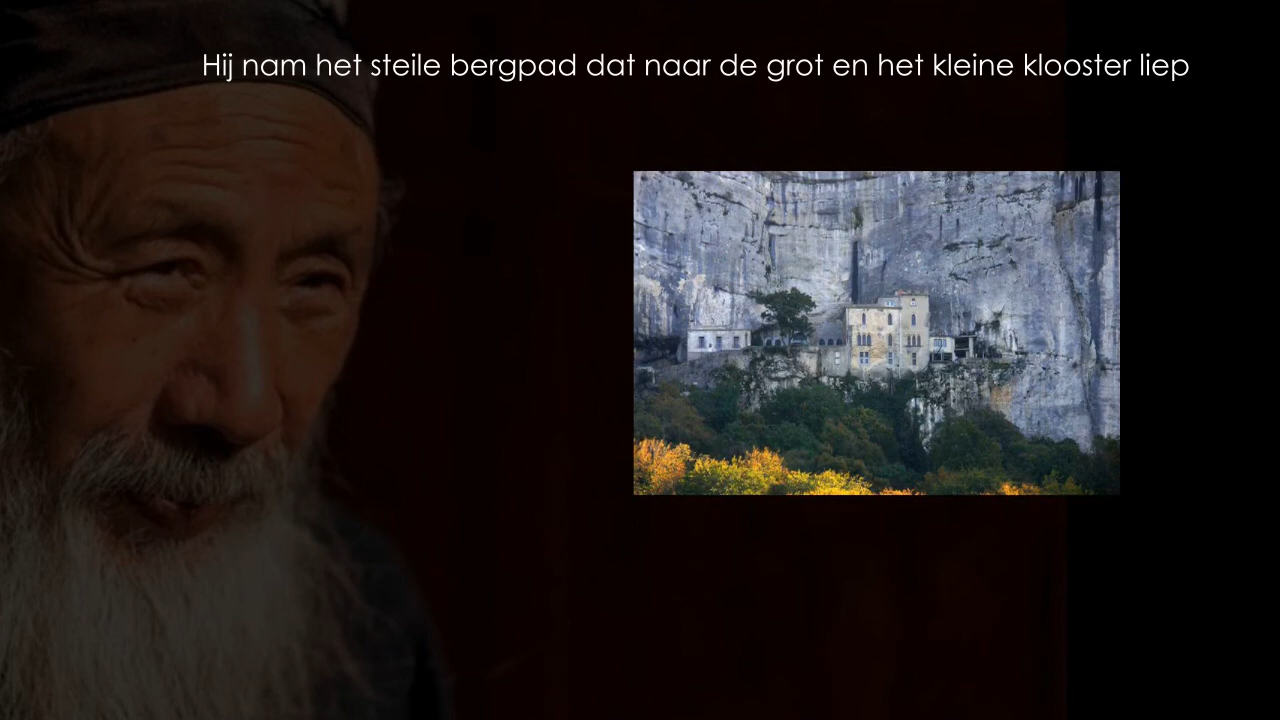 Hij nam het steile bergpad dat naar de grot en het kleine klooster liep